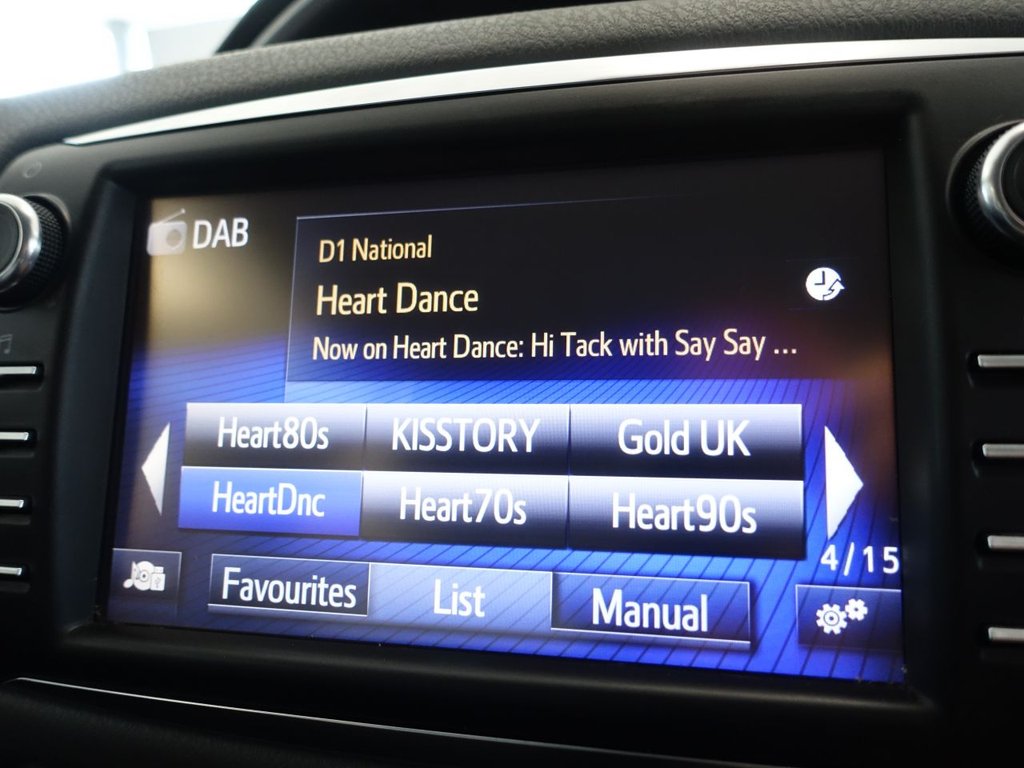 DAB
D1 National
Heart Dance
Now on Heart Dance: Hi Tack with Say Say ...
Heart80s KISSTORY Gold UK
HeartDnc Heart70s Heart90s
4/15
Favourites List Manual